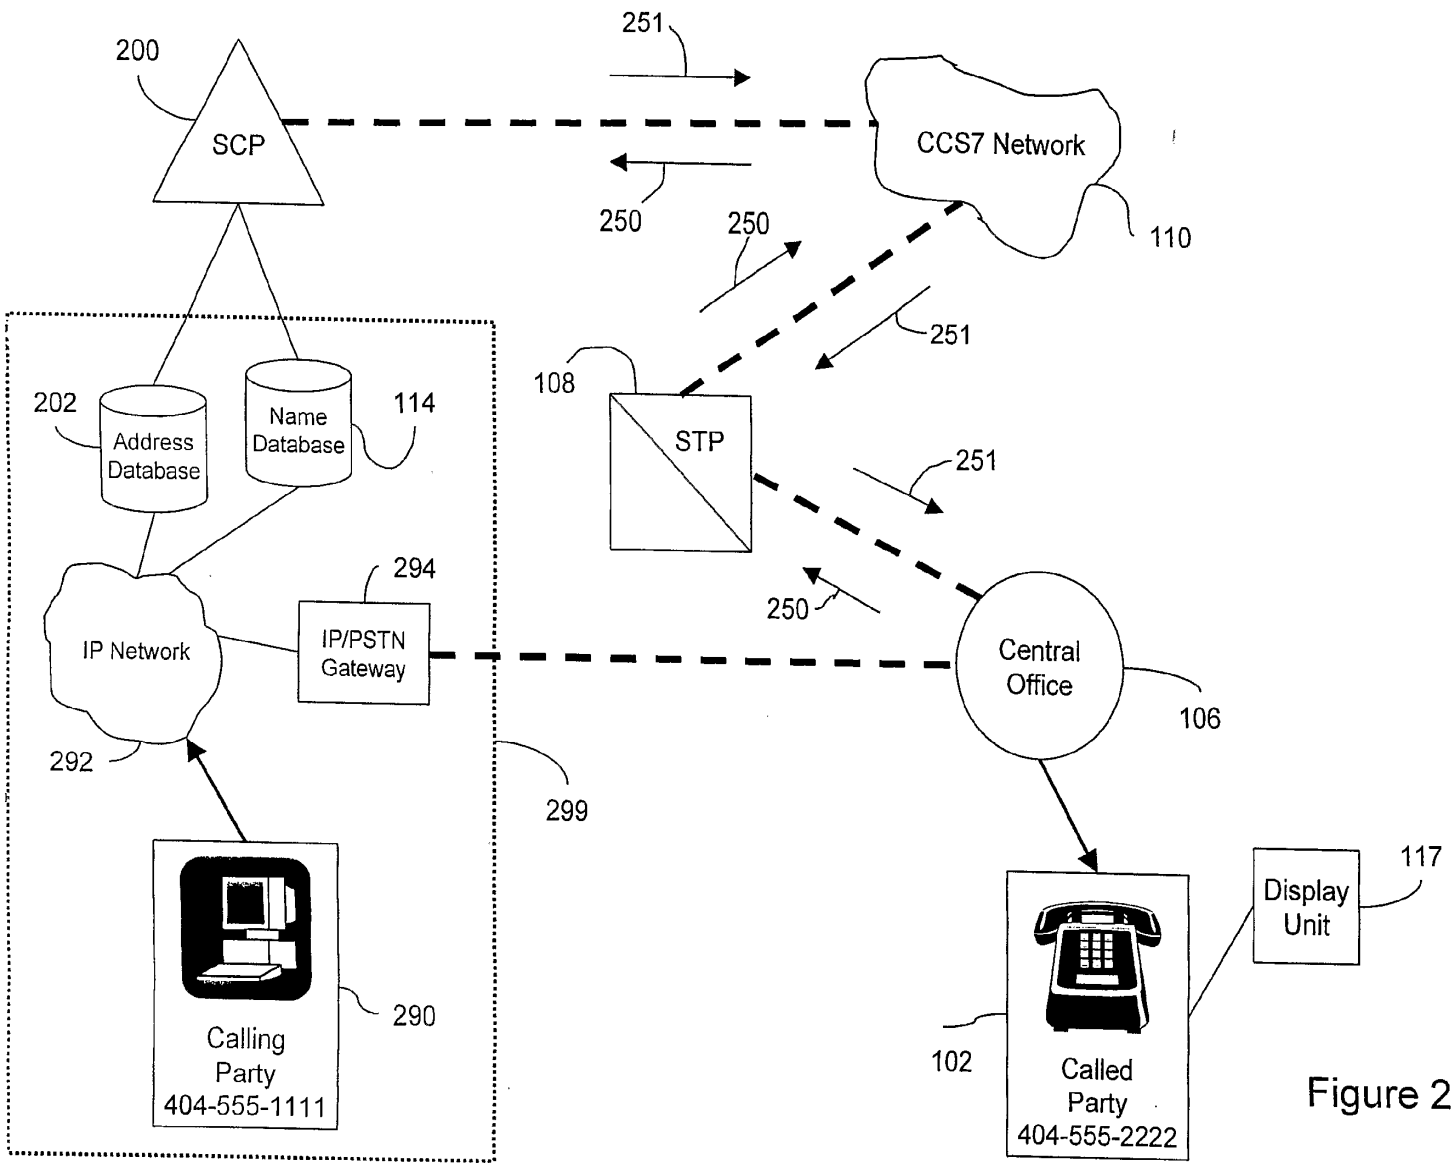 251
200
SCP
CCS7 Network
250
250
110
251
108
202
Name
Database
114
Address
Database
STP
251
294
250
IP Network
IP/PSTN
Gateway
Central
Office
106
292
299
117
Display
Unit
290
Calling
Party
404-555-1111
102
Called
Party
404-555-2222
Figure 2